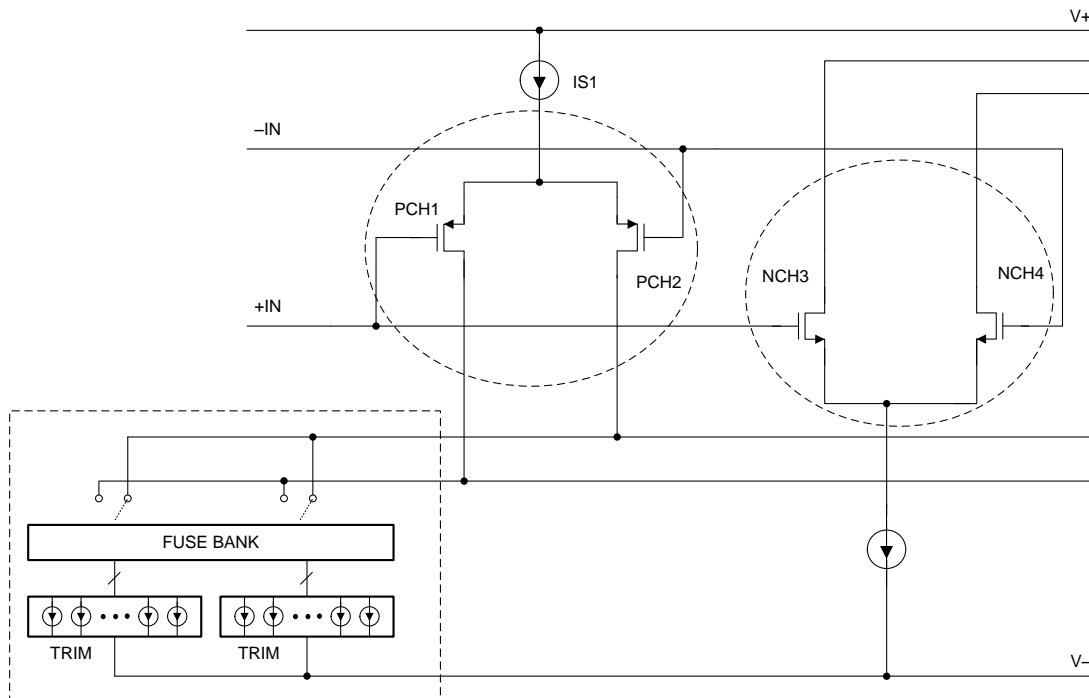 V+
IS1
–IN
PCH1
PCH2
NCH3
NCH4
+IN
FUSE BANK
TRIM
TRIM
V–